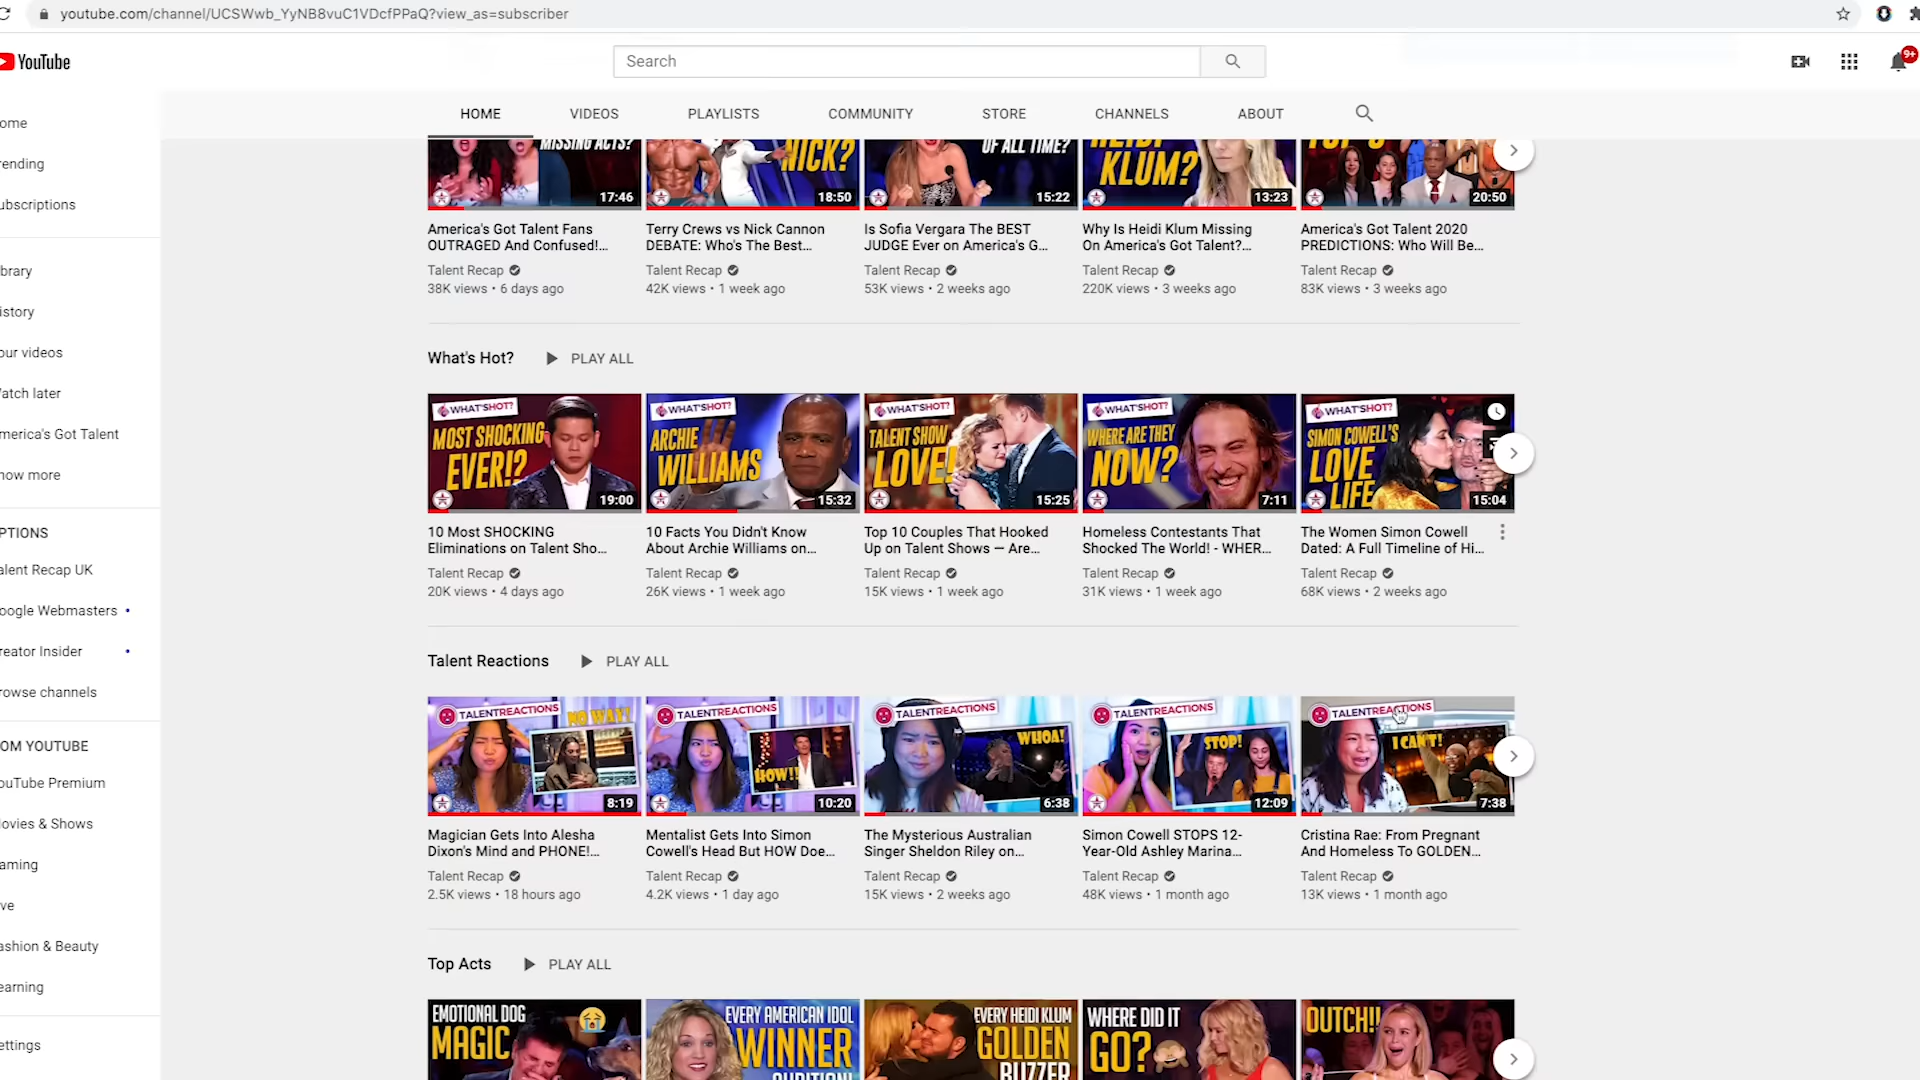 youtube.com/channel/UCSWwb_YyNB8vuC1VDcfPPaQ?view_as=subscriber
YouTube
Search
9+
HOME
VIDEOS
PLAYLISTS
COMMUNITY
STORE
CHANNELS
ABOUT
ome
rending
ubscriptions
ibrary
istory
our videos
atch later
merica's Got Talent
how more
PTIONS
alent Recap UK
oogle Webmasters
reator Insider
rowse channels
OM YOUTUBE
ouTube Premium
ovies & Shows
aming
ve
ashion & Beauty
earning
ettings
MISSING ACTS?
17:46
NICK?
18:50
OF ALL TIME?
15:22
HEIDI
KLUM?
13:23
20:50
America's Got Talent Fans
OUTRAGED And Confused!...
Talent Recap
38K views • 6 days ago
Terry Crews vs Nick Cannon
DEBATE: Who's The Best...
Talent Recap
42K views • 1 week ago
Is Sofia Vergara The BEST
JUDGE Ever on America's G...
Talent Recap
53K views • 2 weeks ago
Why Is Heidi Klum Missing
On America's Got Talent?...
Talent Recap
220K views • 3 weeks ago
America's Got Talent 2020
PREDICTIONS: Who Will Be...
Talent Recap
83K views • 3 weeks ago
What's Hot?
PLAY ALL
WHAT'SHOT?
MOST SHOCKING
EVER!?
19:00
WHAT'SHOT?
ARCHIE
WILLIAMS
15:32
WHAT'SHOT?
TALENT SHOW
LOVE!
15:25
WHAT'SHOT?
WHERE ARE THEY
NOW?
7:11
WHAT'SHOT?
SIMON COWELL'S
LOVE
LIFE
15:04
10 Most SHOCKING
Eliminations on Talent Sho...
Talent Recap
20K views • 4 days ago
10 Facts You Didn't Know
About Archie Williams on...
Talent Recap
26K views • 1 week ago
Top 10 Couples That Hooked
Up on Talent Shows — Are...
Talent Recap
15K views • 1 week ago
Homeless Contestants That
Shocked The World! - WHER...
Talent Recap
31K views • 1 week ago
The Women Simon Cowell
Dated: A Full Timeline of Hi...
Talent Recap
68K views • 2 weeks ago
Talent Reactions
PLAY ALL
TALENTREACTIONS
NO WAY!
8:19
TALENTREACTIONS
HOW!!
10:20
TALENTREACTIONS
WHOA!
6:38
TALENTREACTIONS
STOP!
12:09
TALENTREACTIONS
I CAN'T!
7:38
Magician Gets Into Alesha
Dixon's Mind and PHONE!...
Talent Recap
2.5K views • 18 hours ago
Mentalist Gets Into Simon
Cowell's Head But HOW Doe...
Talent Recap
4.2K views • 1 day ago
The Mysterious Australian
Singer Sheldon Riley on...
Talent Recap
15K views • 2 weeks ago
Simon Cowell STOPS 12-
Year-Old Ashley Marina...
Talent Recap
48K views • 1 month ago
Cristina Rae: From Pregnant
And Homeless To GOLDEN...
Talent Recap
13K views • 1 month ago
Top Acts
PLAY ALL
EMOTIONAL DOG
MAGIC
EVERY AMERICAN IDOL
WINNER
AUDITION!
EVERY HEIDI KLUM
GOLDEN
BUZZER
WHERE DID IT
GO?
OUTCH!!